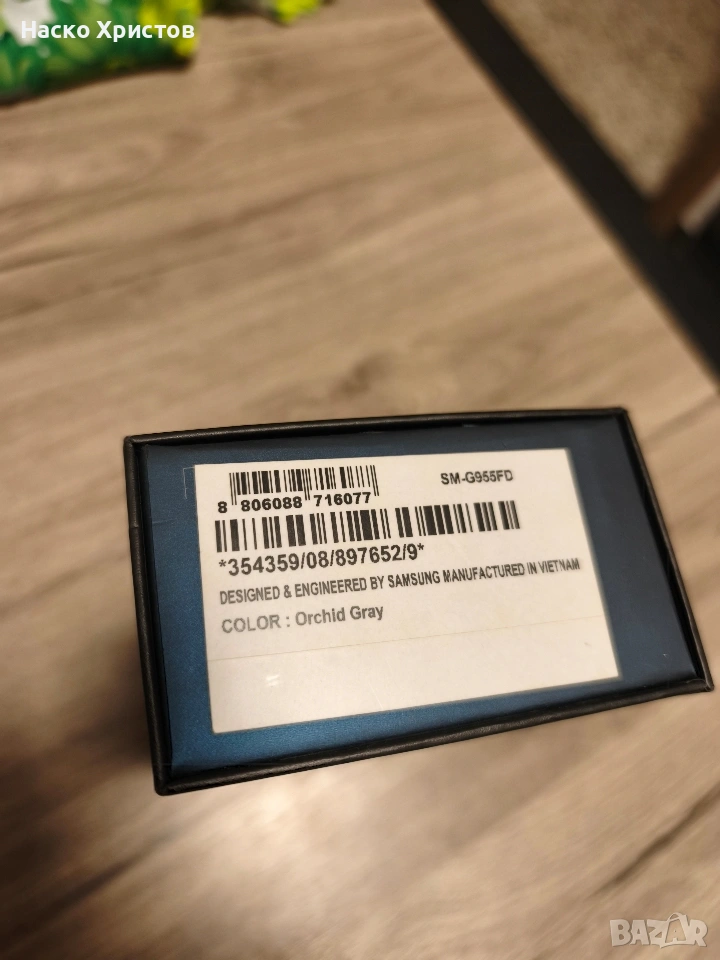 Наско Христов
SM-G955FD
8 806088 716077
*354359/08/897652/9*
DESIGNED & ENGINEERED BY SAMSUNG MANUFACTURED IN VIETNAM
COLOR : Orchid Gray
BAZAR